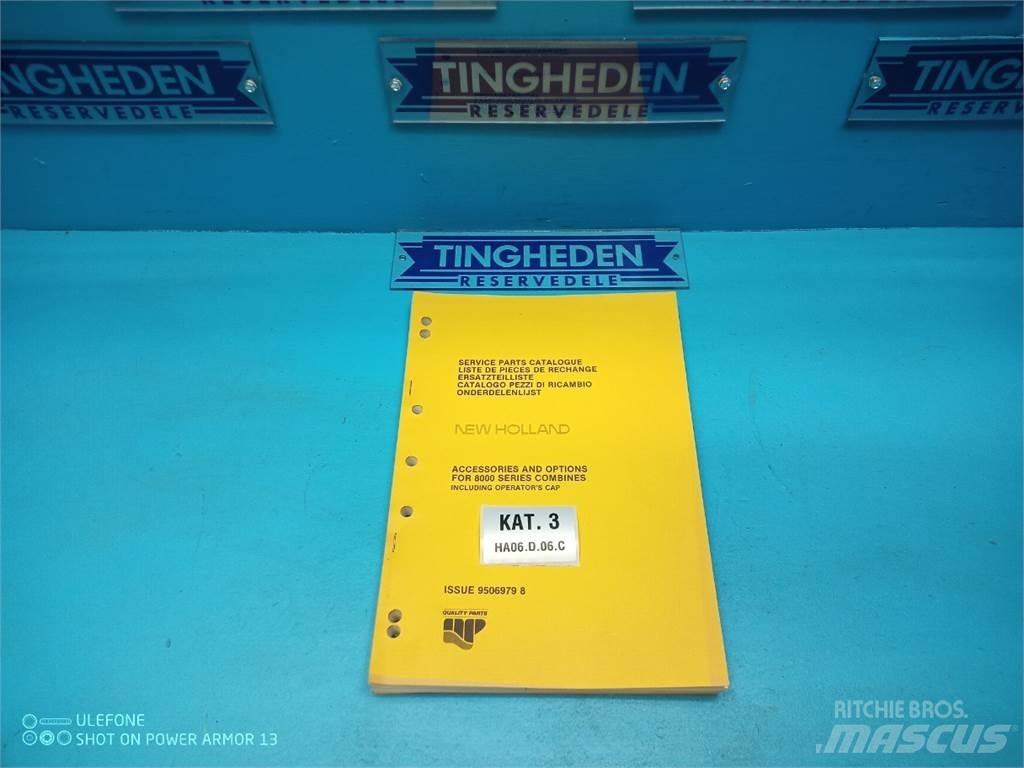 TINGHEDEN
RESERVEDELE
TINGHEDEN
RESERVEDELE
TINGHEDEN
RESERVEDELE
TINGHEDEN
RESERVEDELE
SERVICE PARTS CATALOGUE
LISTE DE PIECES DE RECHANGE
ERSATZTEILLISTE
CATALOGO PEZZI DI RICAMBIO
ONDERDELENLIJST
NEW HOLLAND
ACCESSORIES AND OPTIONS
FOR 8000 SERIES COMBINES
INCLUDING OPERATOR'S CAP
KAT. 3
HA06.D.06.C
ISSUE 9506979 8
QUALITY PARTS
ULEFONE
SHOT ON POWER ARMOR 13
RITCHIE BROS.
MASCUS